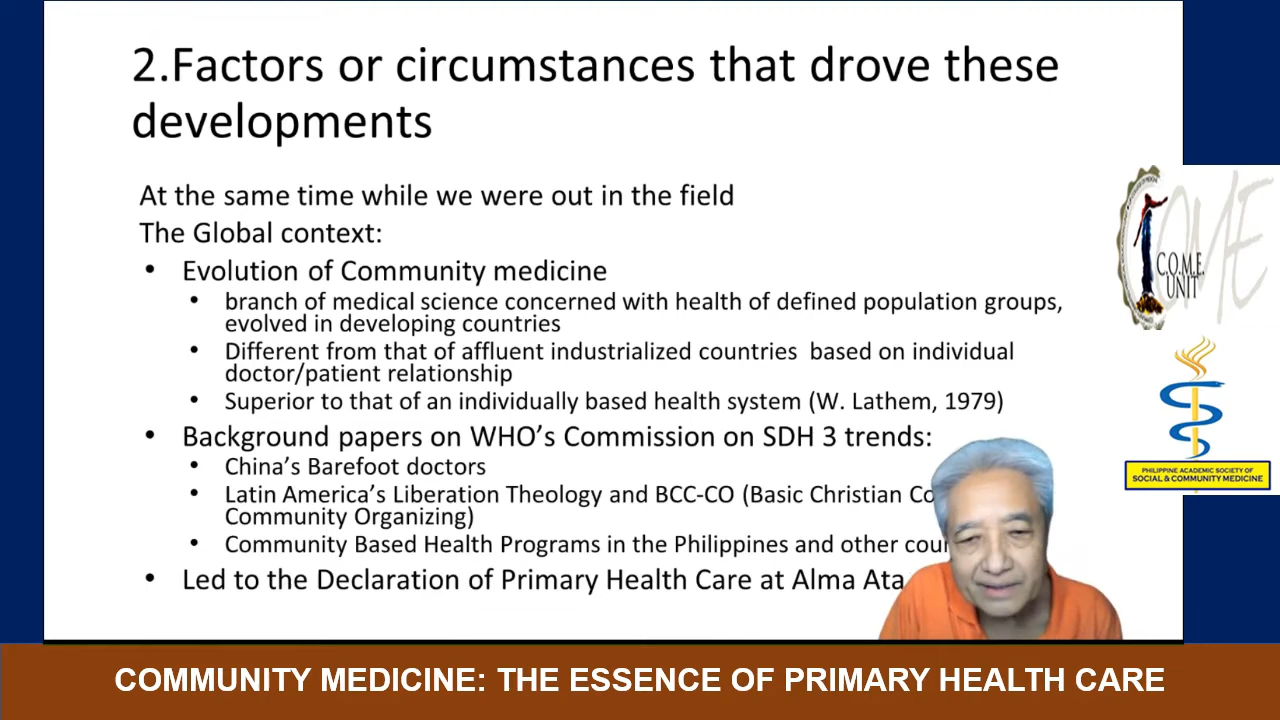 2.Factors or circumstances that drove these
developments
At the same time while we were out in the field
The Global context:
• Evolution of Community medicine
• branch of medical science concerned with health of defined population groups,
evolved in developing countries
• Different from that of affluent industrialized countries based on individual
doctor/patient relationship
• Superior to that of an individually based health system (W. Lathem, 1979)
• Background papers on WHO's Commission on SDH 3 trends:
• China's Barefoot doctors
• Latin America's Liberation Theology and BCC-CO (Basic Christian
Community Organizing)
• Community Based Health Programs in the Philippines and other
• Led to the Declaration of Primary Health Care at Alma Ata
C.O.M.E.
UNIT
PHILIPPINE ACADEMIC SOCIETY OF
SOCIAL & COMMUNITY MEDICINE
COMMUNITY MEDICINE: THE ESSENCE OF PRIMARY HEALTH CARE